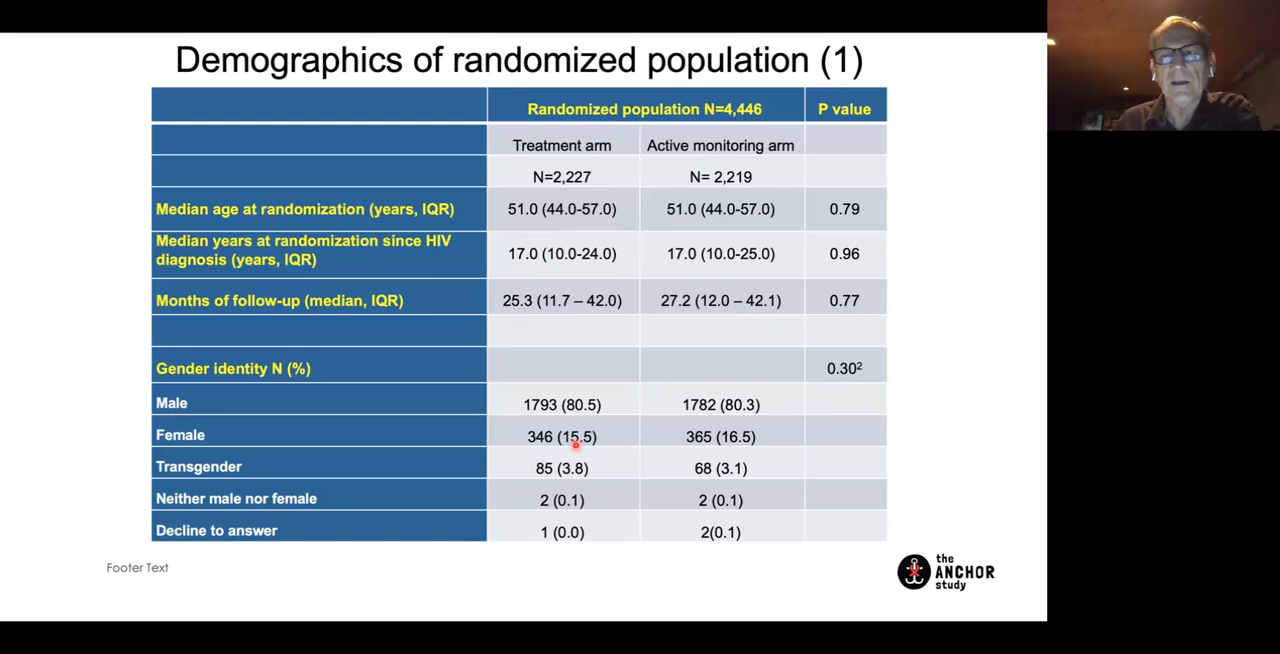 Demographics of randomized population (1)
Randomized population N=4,446 P value
Treatment arm Active monitoring arm
N=2,227 N= 2,219
Median age at randomization (years, IQR) 51.0 (44.0-57.0) 51.0 (44.0-57.0) 0.79
Median years at randomization since HIV
diagnosis (years, IQR) 17.0 (10.0-24.0) 17.0 (10.0-25.0) 0.96
Months of follow-up (median, IQR) 25.3 (11.7 – 42.0) 27.2 (12.0 – 42.1) 0.77
Gender identity N (%) 0.30²
Male 1793 (80.5) 1782 (80.3)
Female 346 (15.5) 365 (16.5)
Transgender 85 (3.8) 68 (3.1)
Neither male nor female 2 (0.1) 2 (0.1)
Decline to answer 1 (0.0) 2(0.1)
Footer Text
the
ANCHOR
study